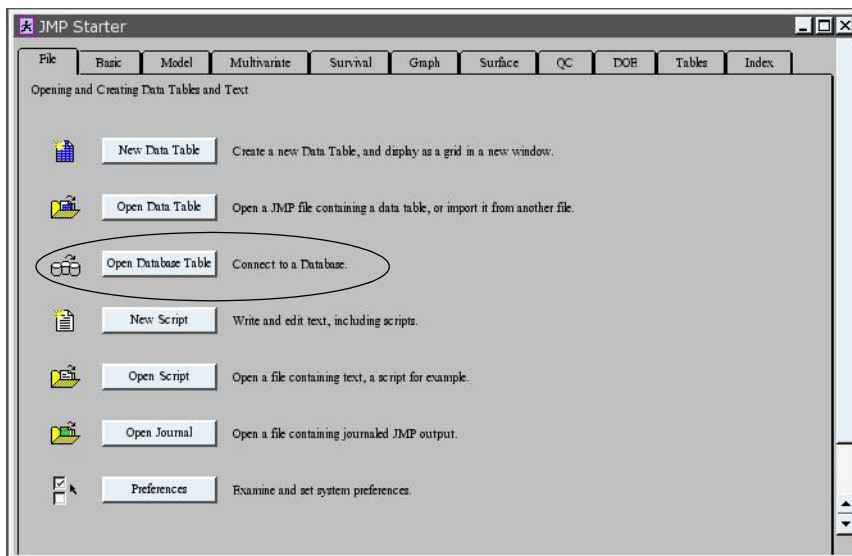 JMP Starter
File Basic Model Multivariate Survival Graph Surface QC DOE Tables Index
Opening and Creating Data Tables and Text
New Data Table Create a new Data Table, and display as a grid in a new window.
Open Data Table Open a JMP file containing a data table, or import it from another file.
Open Database Table Connect to a Database.
New Script Write and edit text, including scripts.
Open Script Open a file containing text, a script for example.
Open Journal Open a file containing journaled JMP output.
Preferences Examine and set system preferences.